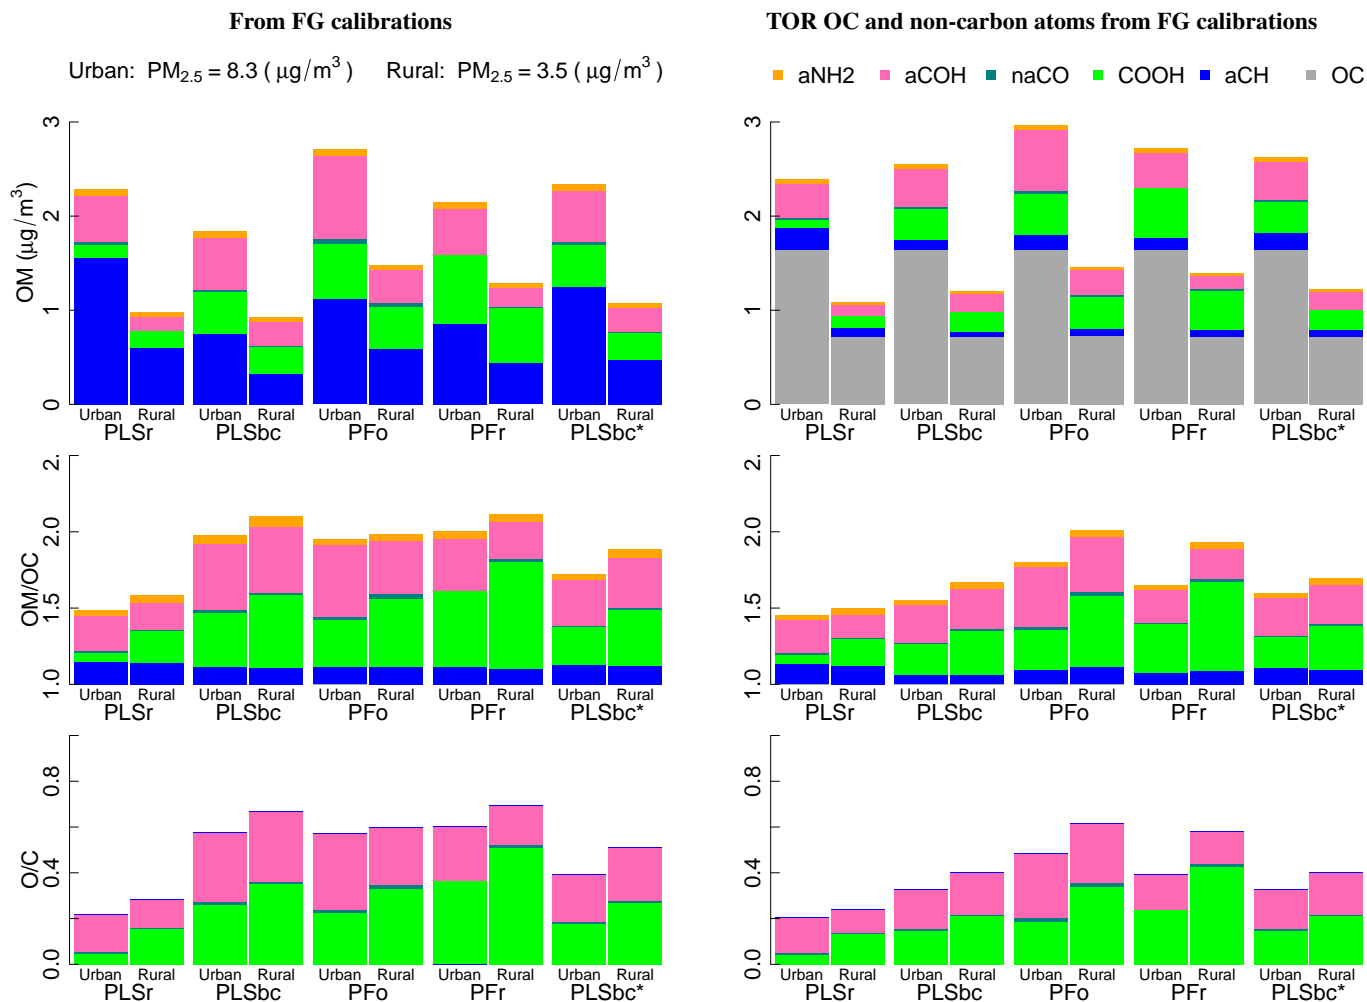 From FG calibrations
TOR OC and non-carbon atoms from FG calibrations
Urban: PM2.5 = 8.3 ( μg/m3 ) Rural: PM2.5 = 3.5 ( μg/m3 )
aNH2 aCOH naCO COOH aCH OC
OM (μg/m3)
0 1 2 3
Urban Rural Urban Rural Urban Rural Urban Rural Urban Rural
PLSr PLSbc PFo PFr PLSbc*
0 1 2 3
Urban Rural Urban Rural Urban Rural Urban Rural Urban Rural
PLSr PLSbc PFo PFr PLSbc*
OM/OC
1.0 1.5 2.0 2.
Urban Rural Urban Rural Urban Rural Urban Rural Urban Rural
PLSr PLSbc PFo PFr PLSbc*
1.0 1.5 2.0 2.
Urban Rural Urban Rural Urban Rural Urban Rural Urban Rural
PLSr PLSbc PFo PFr PLSbc*
O/C
0.0 0.4 0.8
Urban Rural Urban Rural Urban Rural Urban Rural Urban Rural
PLSr PLSbc PFo PFr PLSbc*
0.0 0.4 0.8
Urban Rural Urban Rural Urban Rural Urban Rural Urban Rural
PLSr PLSbc PFo PFr PLSbc*